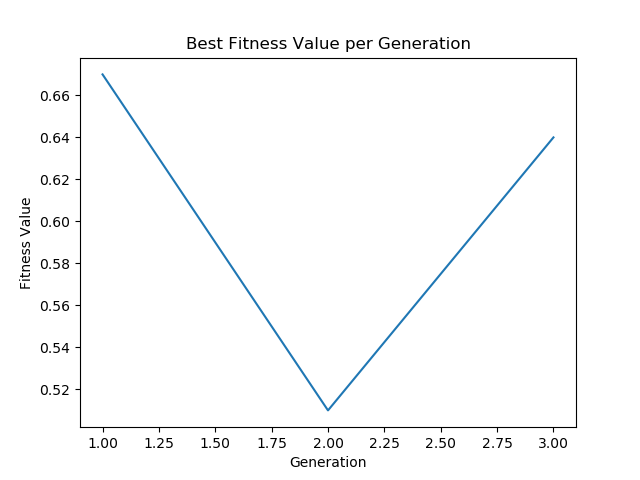 Best Fitness Value per Generation
Fitness Value
0.66
0.64
0.62
0.60
0.58
0.56
0.54
0.52
1.00 1.25 1.50 1.75 2.00 2.25 2.50 2.75 3.00
Generation